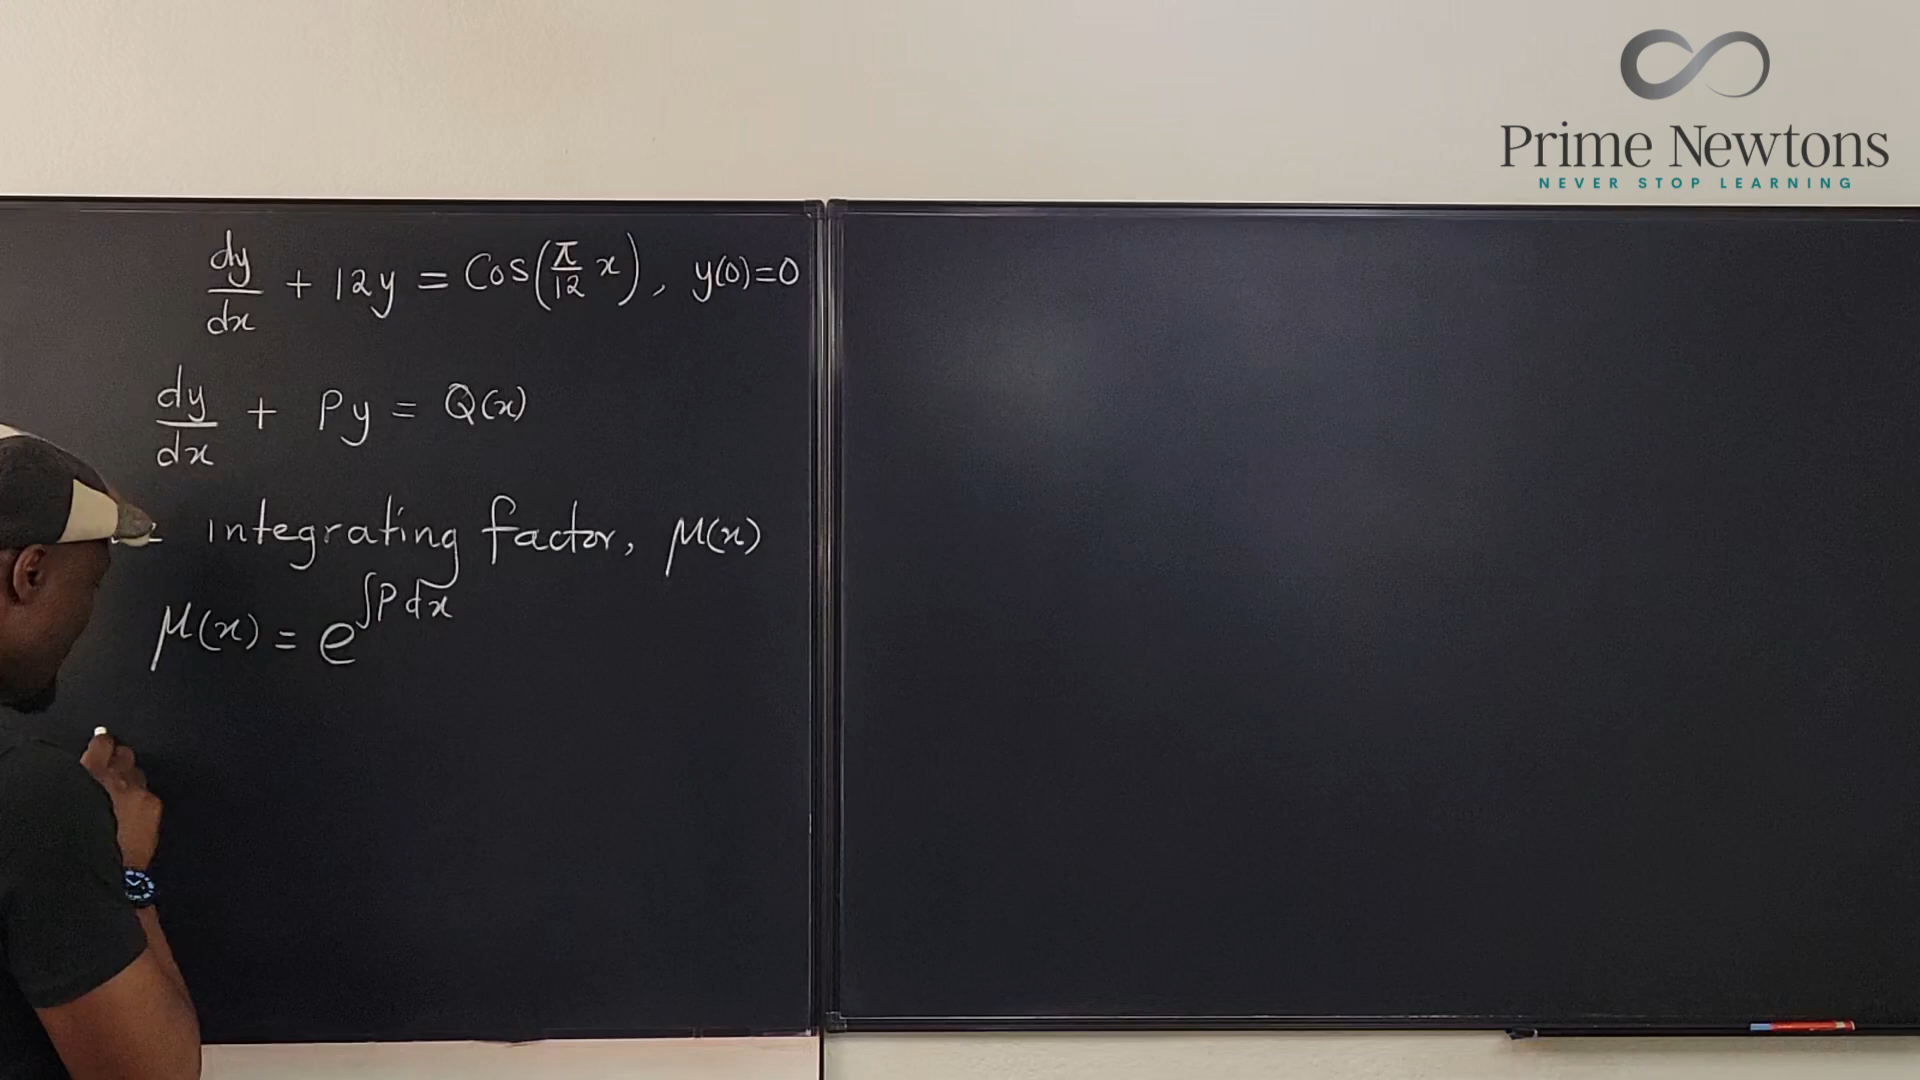 Prime Newtons
NEVER STOP LEARNING
dy/dx + 12y = Cos(π/12 x), y(0)=0
dy/dx + Py = Q(x)
integrating factor, μ(x)
μ(x) = e^∫P dx